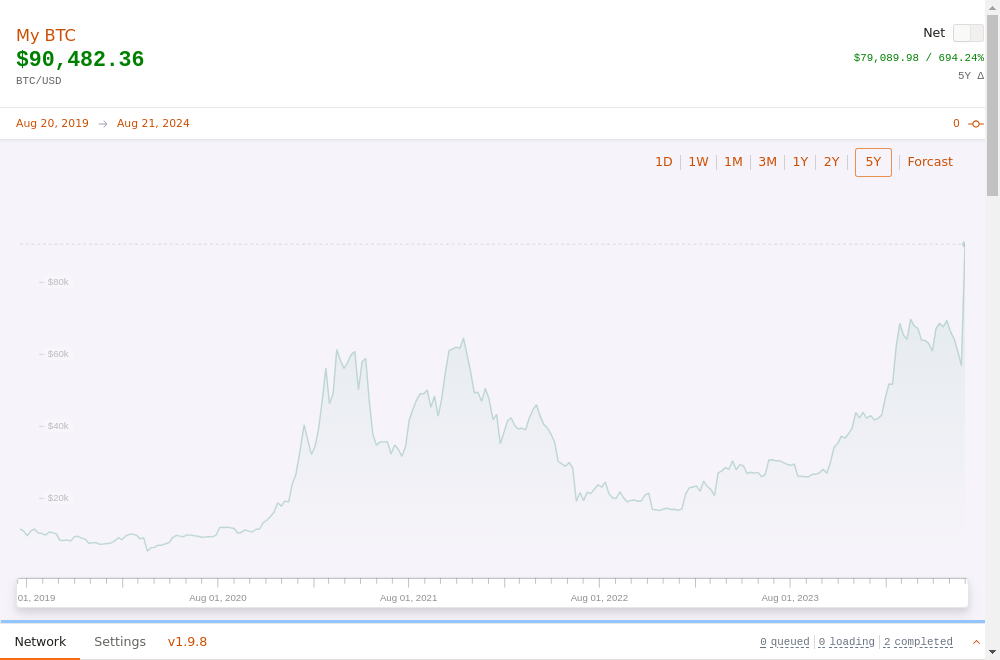 My BTC
$90,482.36
BTC/USD
Net
$79,089.98 / 694.24%
5Y Δ
Aug 20, 2019 → Aug 21, 2024
0
1D 1W 1M 3M 1Y 2Y 5Y Forcast
$80k
$60k
$40k
$20k
01, 2019 Aug 01, 2020 Aug 01, 2021 Aug 01, 2022 Aug 01, 2023
Network Settings v1.9.8 0 queued 0 loading 2 completed